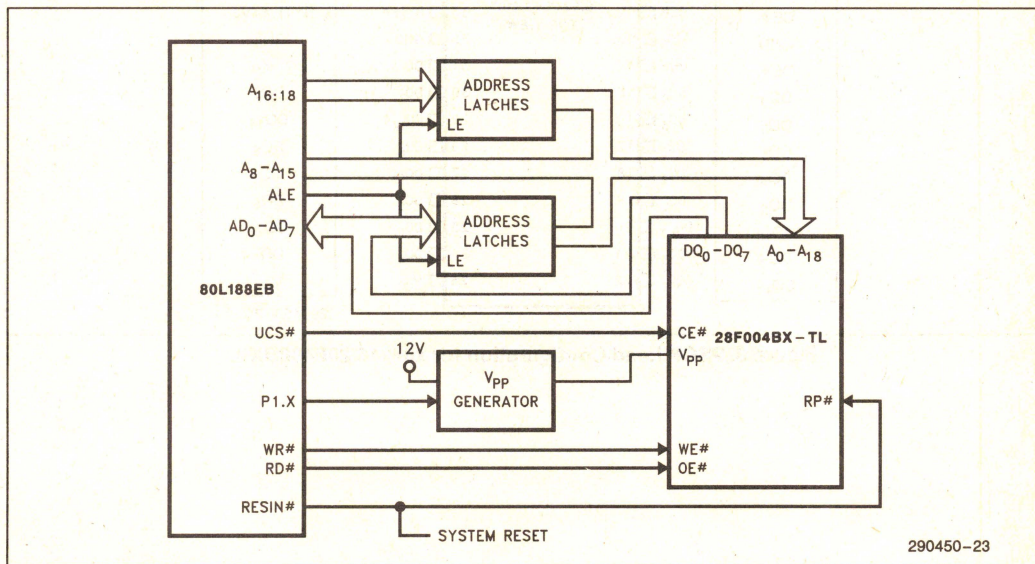 A16:18
A8–A15
ALE
AD0–AD7
80L188EB
UCS#
P1.X
WR#
RD#
RESIN#
ADDRESS
LATCHES
LE
ADDRESS
LATCHES
LE
12V
VPP
GENERATOR
SYSTEM RESET
DQ0–DQ7
A0–A18
CE#
28F004BX–TL
VPP
RP#
WE#
OE#
290450–23